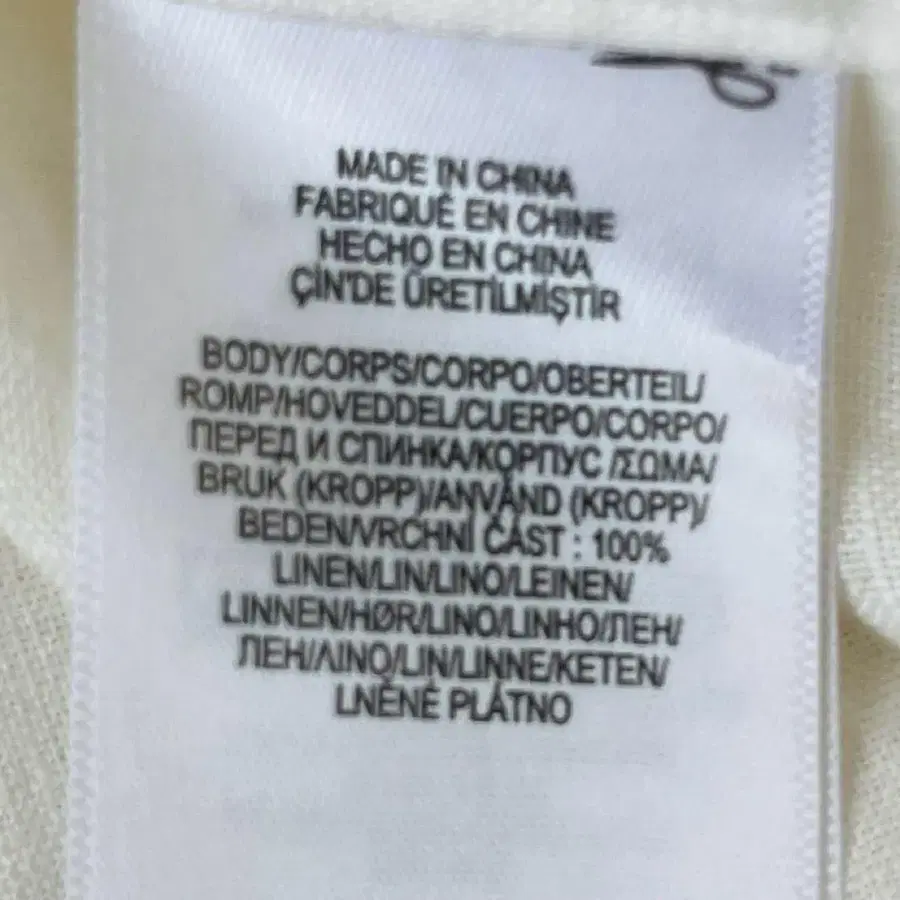 MADE IN CHINA
FABRIQUÉ EN CHINE
HECHO EN CHINA
ÇİN'DE ÜRETİLMİŞTİR
BODY/CORPS/CORPO/OBERTEIL/
ROMP/HOVEDDEL/CUERPO/CORPO/
ПЕРЕД И СПИНКА/КОРПУС /ΣΩΜΑ/
BRUK (KROPP)/ANVÄND (KROPP)/
BEDEN/VRCHNÍ ČÁST : 100%
LINEN/LIN/LINO/LEINEN/
LINNEN/HØR/LINO/LINHO/ЛЕН/
ЛЕН/ΛΙΝΟ/LIN/LINNE/KETEN/
LNĚNÉ PLÁTNO